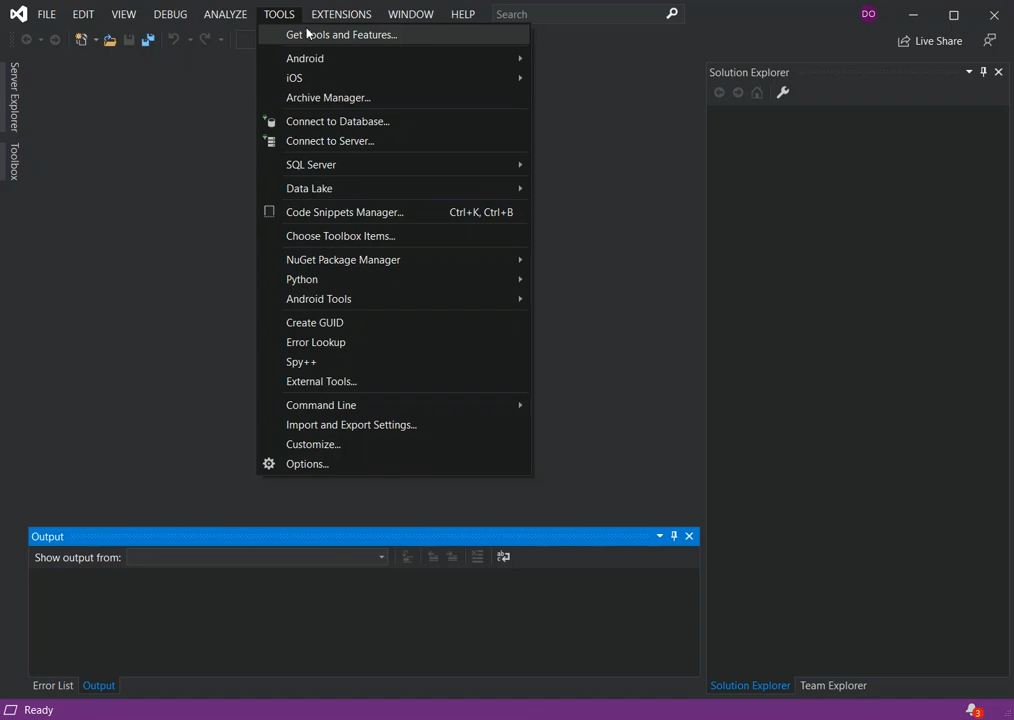 FILE EDIT VIEW DEBUG ANALYZE TOOLS EXTENSIONS WINDOW HELP Search DO
Get Tools and Features...
Live Share
Server Explorer
Toolbox
Android
iOS
Archive Manager...
Connect to Database...
Connect to Server...
SQL Server
Data Lake
Code Snippets Manager... Ctrl+K, Ctrl+B
Choose Toolbox Items...
NuGet Package Manager
Python
Android Tools
Create GUID
Error Lookup
Spy++
External Tools...
Command Line
Import and Export Settings...
Customize...
Options...
Solution Explorer
Output
Show output from:
Error List Output
Solution Explorer Team Explorer
Ready 3